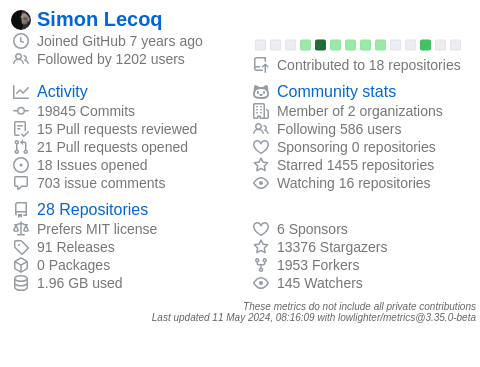 Simon Lecoq
Joined GitHub 7 years ago
Followed by 1202 users
Contributed to 18 repositories
Activity
19845 Commits
15 Pull requests reviewed
21 Pull requests opened
18 Issues opened
703 issue comments
Community stats
Member of 2 organizations
Following 586 users
Sponsoring 0 repositories
Starred 1455 repositories
Watching 16 repositories
28 Repositories
Prefers MIT license
91 Releases
0 Packages
1.96 GB used
6 Sponsors
13376 Stargazers
1953 Forkers
145 Watchers
These metrics do not include all private contributions
Last updated 11 May 2024, 08:16:09 with lowlighter/metrics@3.35.0-beta